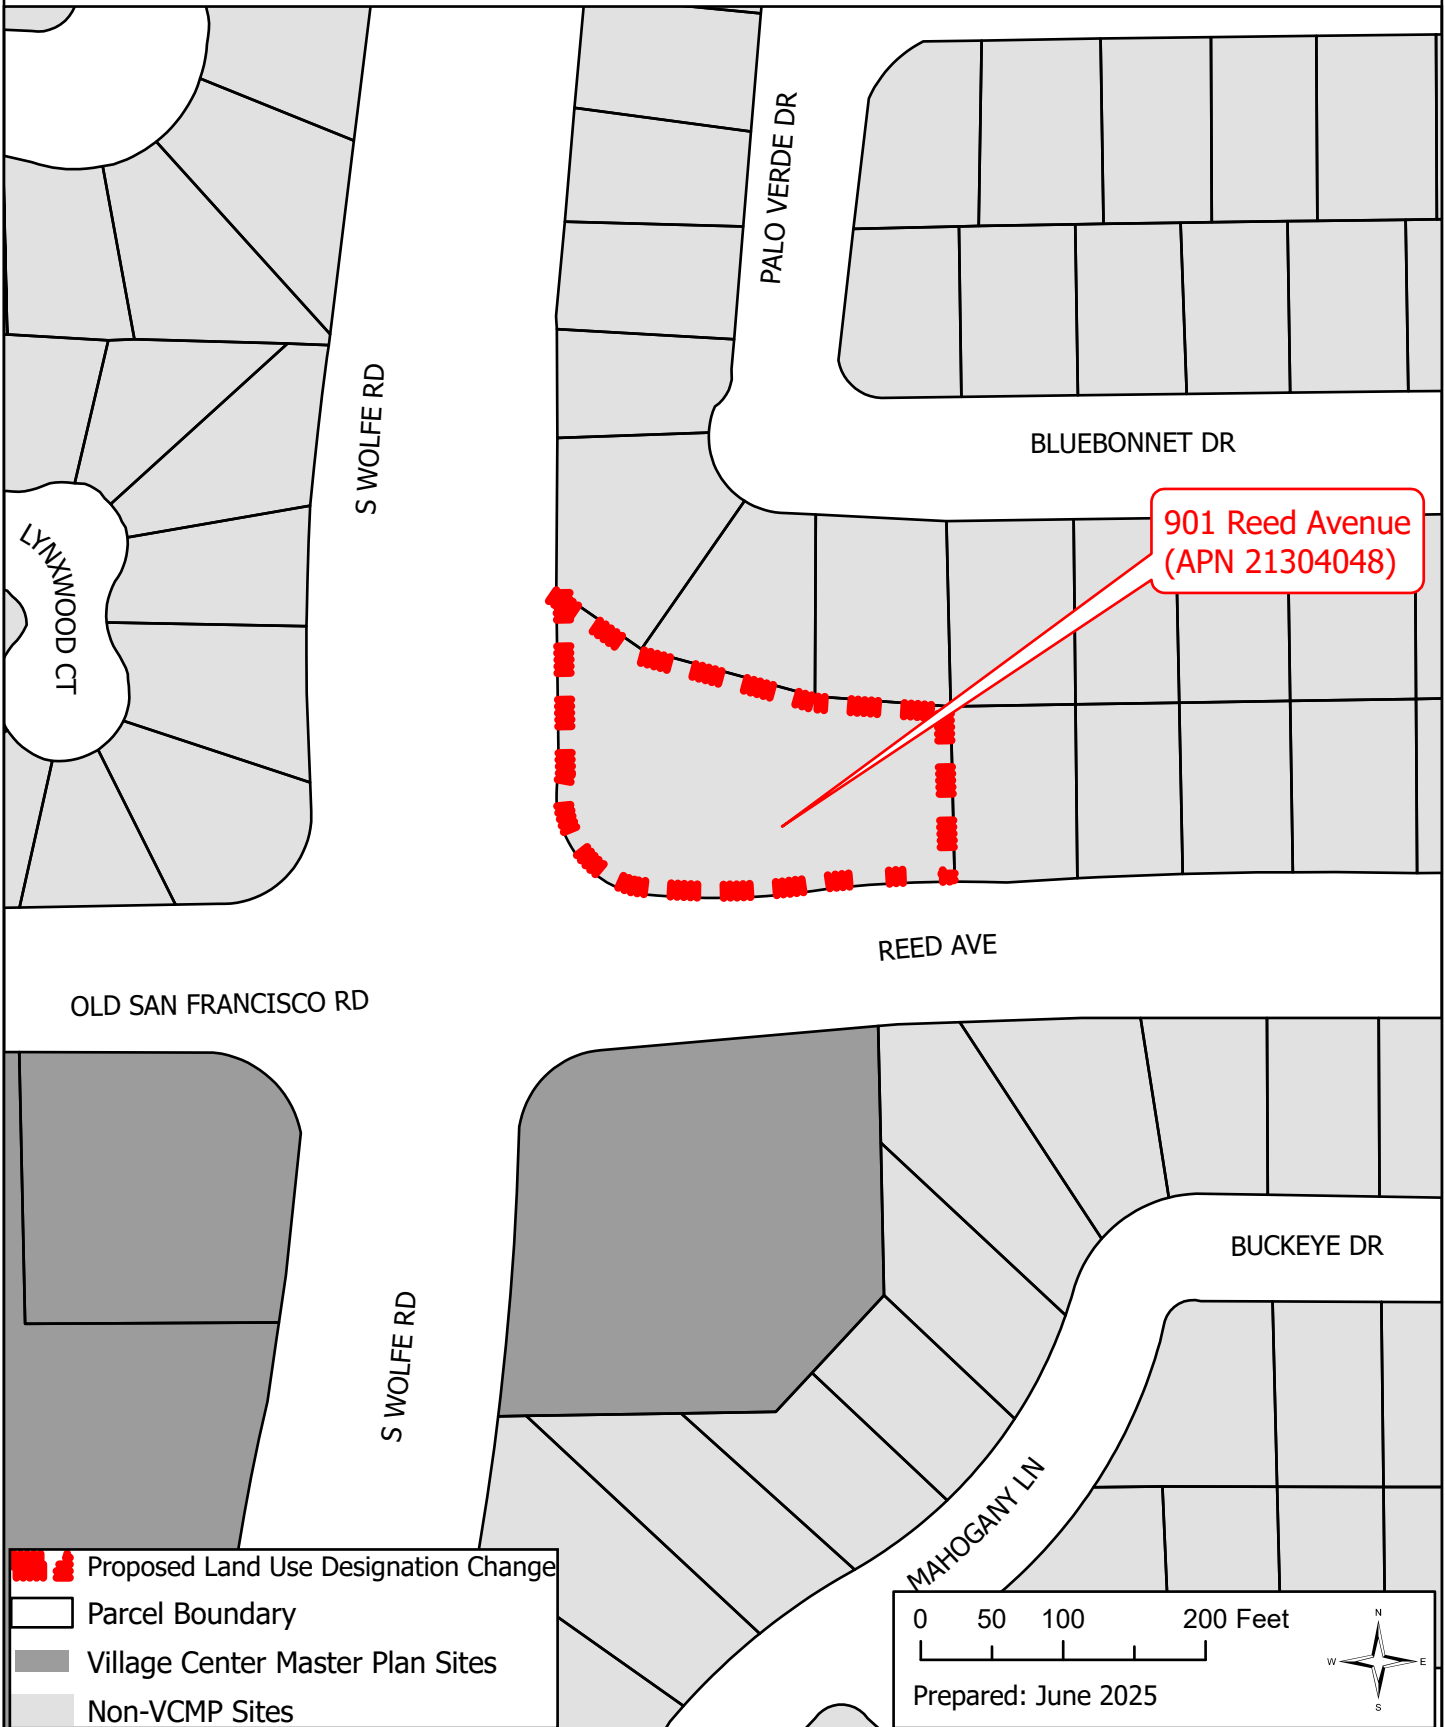 PALO VERDE DR
S WOLFE RD
BLUEBONNET DR
901 Reed Avenue
(APN 21304048)
LYNXWOOD CT
REED AVE
OLD SAN FRANCISCO RD
BUCKEYE DR
S WOLFE RD
MAHOGANY LN
Proposed Land Use Designation Change
Parcel Boundary
Village Center Master Plan Sites
Non-VCMP Sites
0 50 100 200 Feet
N
W E
S
Prepared: June 2025